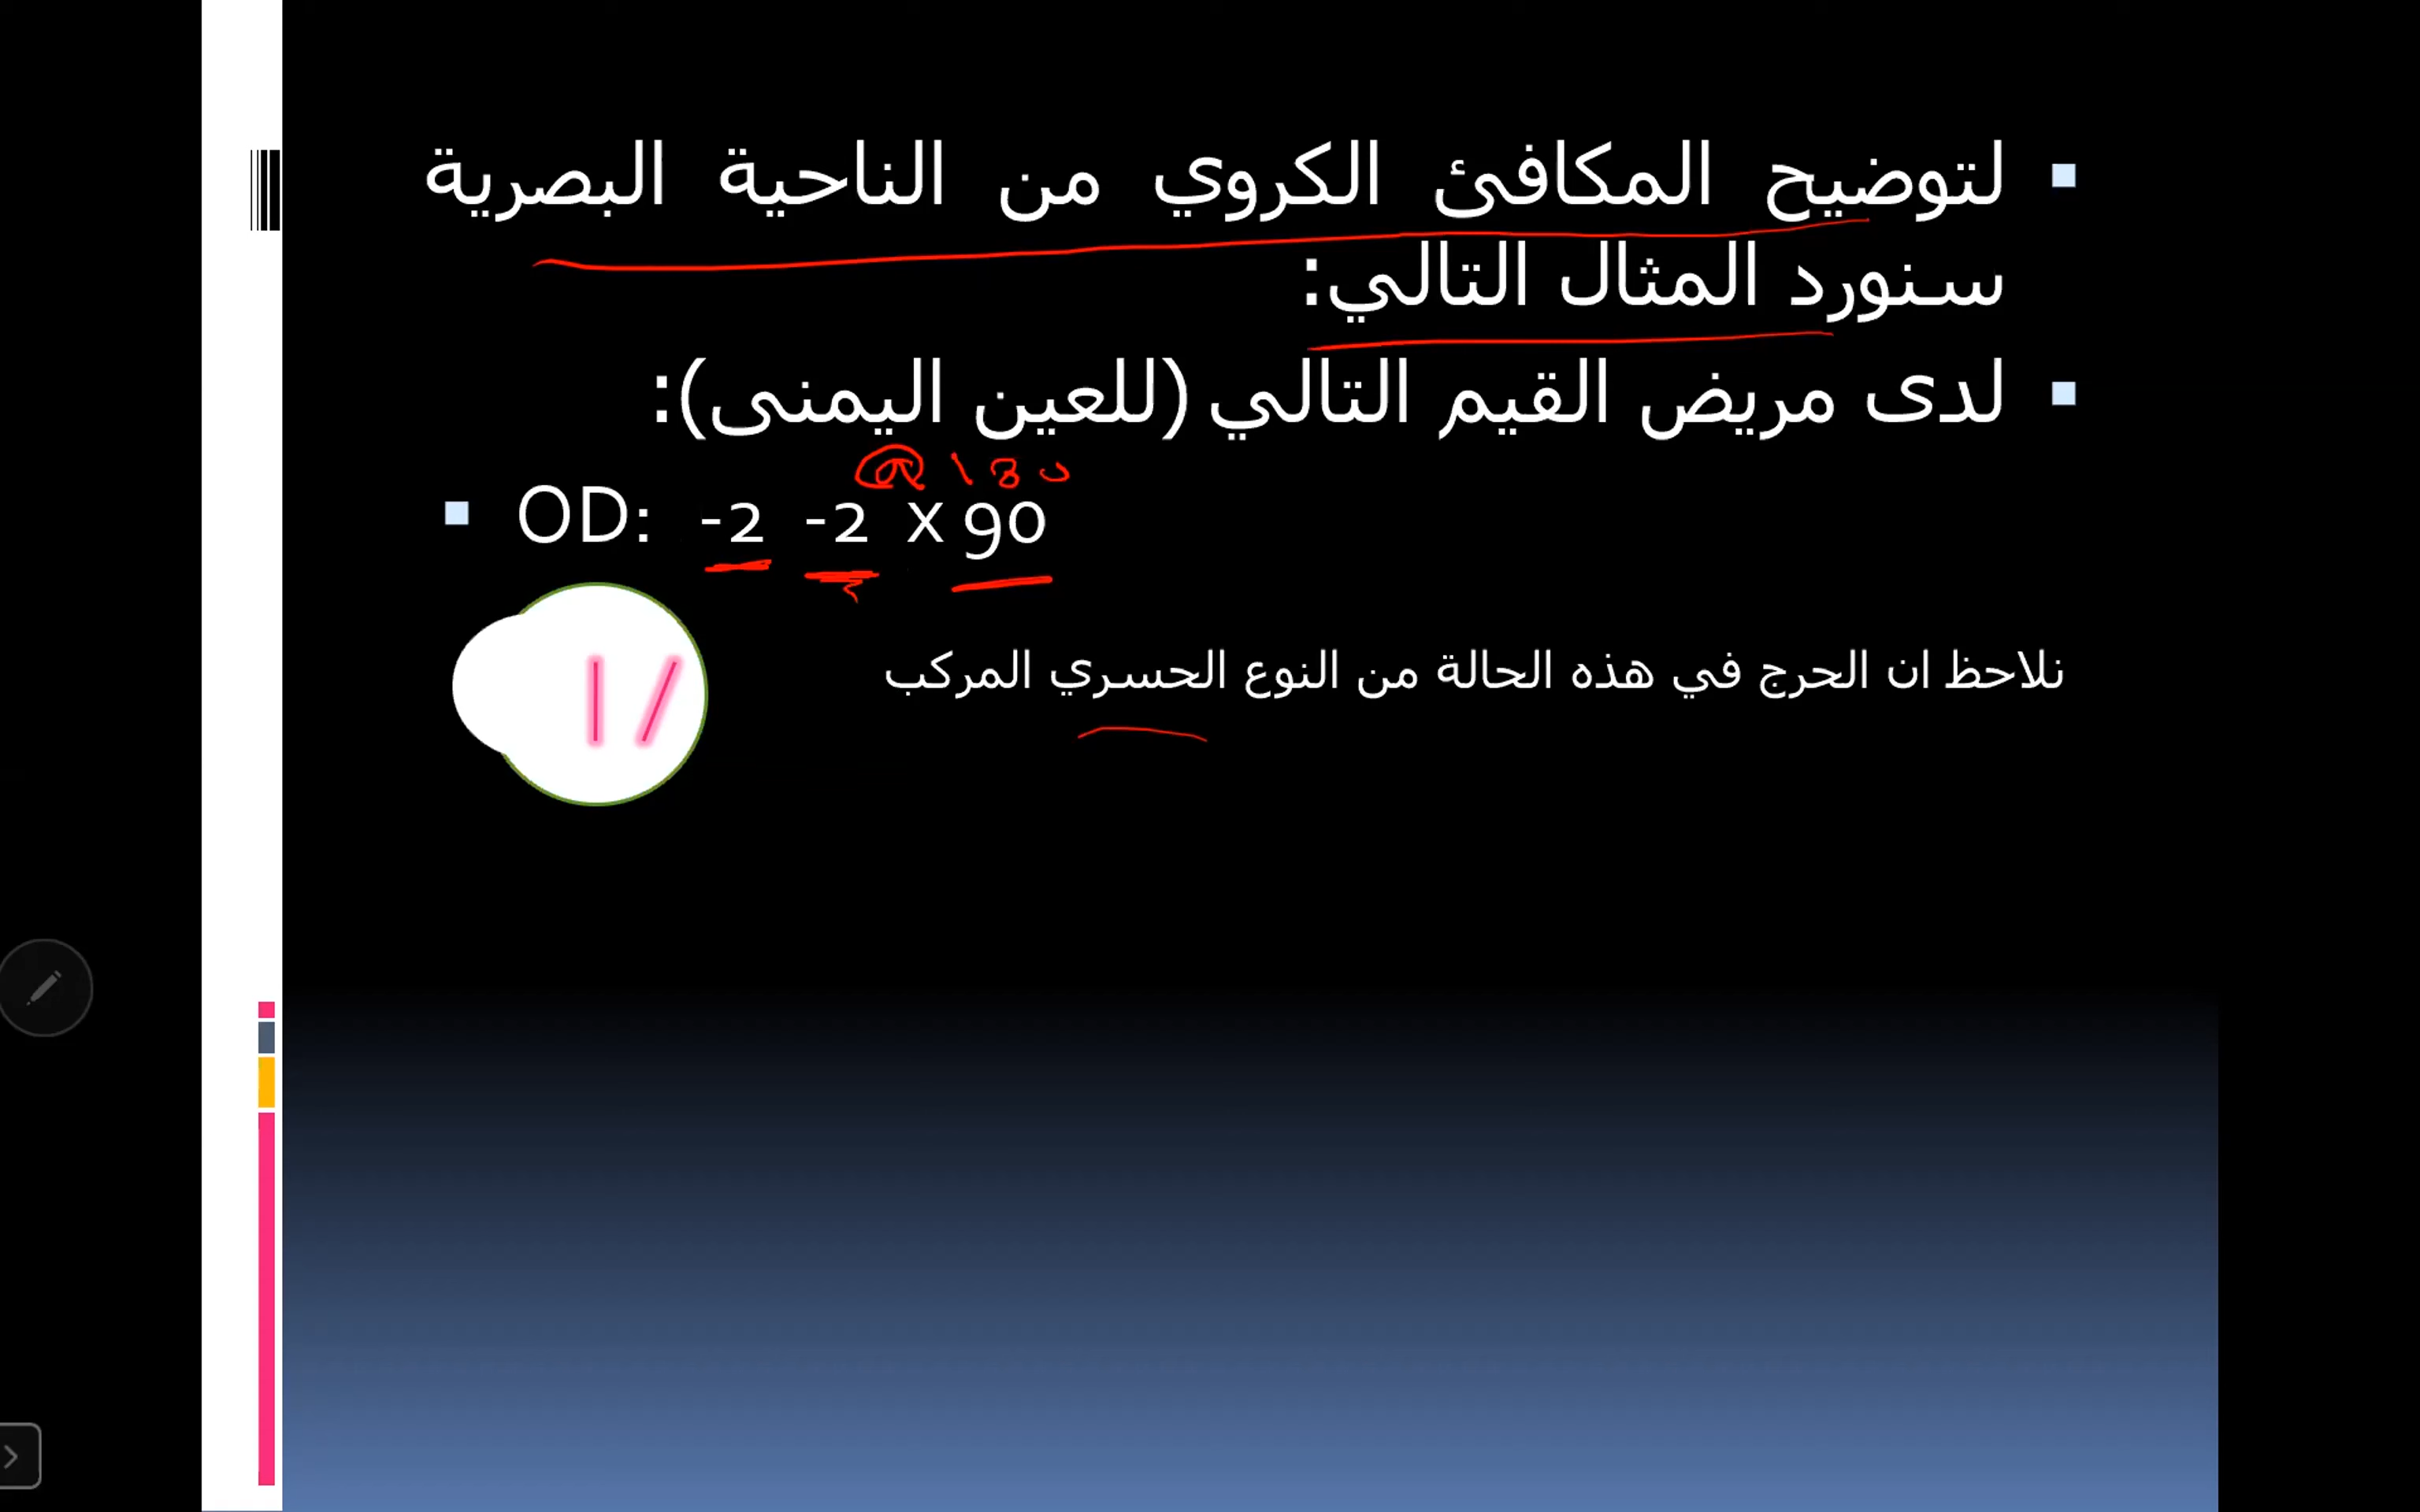 لتوضيح المكافئ الكروي من الناحية البصرية
سنورد المثال التالي:
لدى مريض القيم التالي (للعين اليمنى):
@ 180
OD: -2 -2 x 90
نلاحظ ان الحرج في هذه الحالة من النوع الحسري المركب